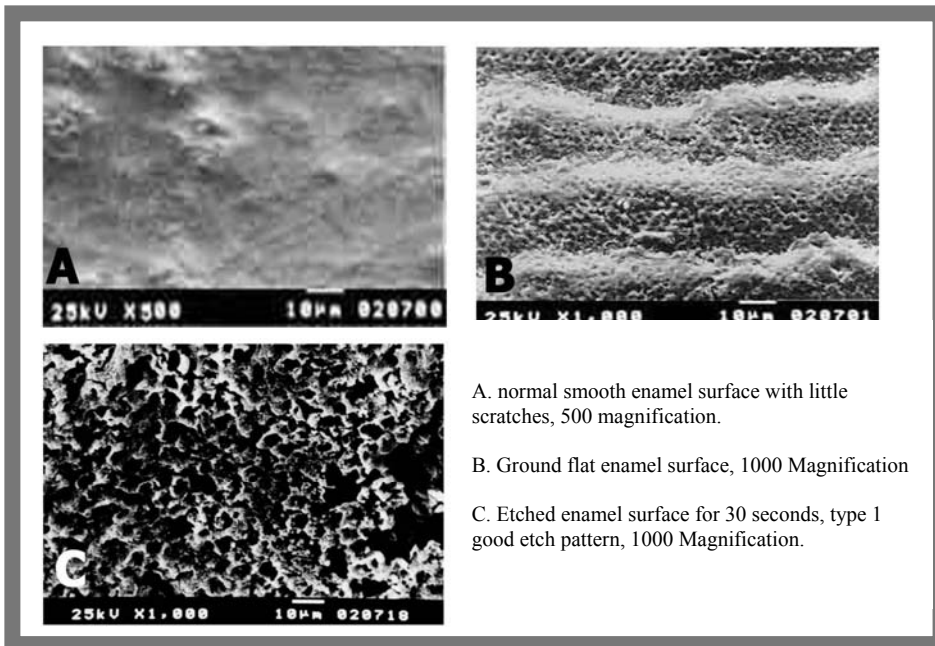 A
25kV X500 10µm 020700
B
25kV X1,000 10µm 020701
C
25kV X1,000 10µm 020718
A. normal smooth enamel surface with little
scratches, 500 magnification.
B. Ground flat enamel surface, 1000 Magnification
C. Etched enamel surface for 30 seconds, type 1
good etch pattern, 1000 Magnification.